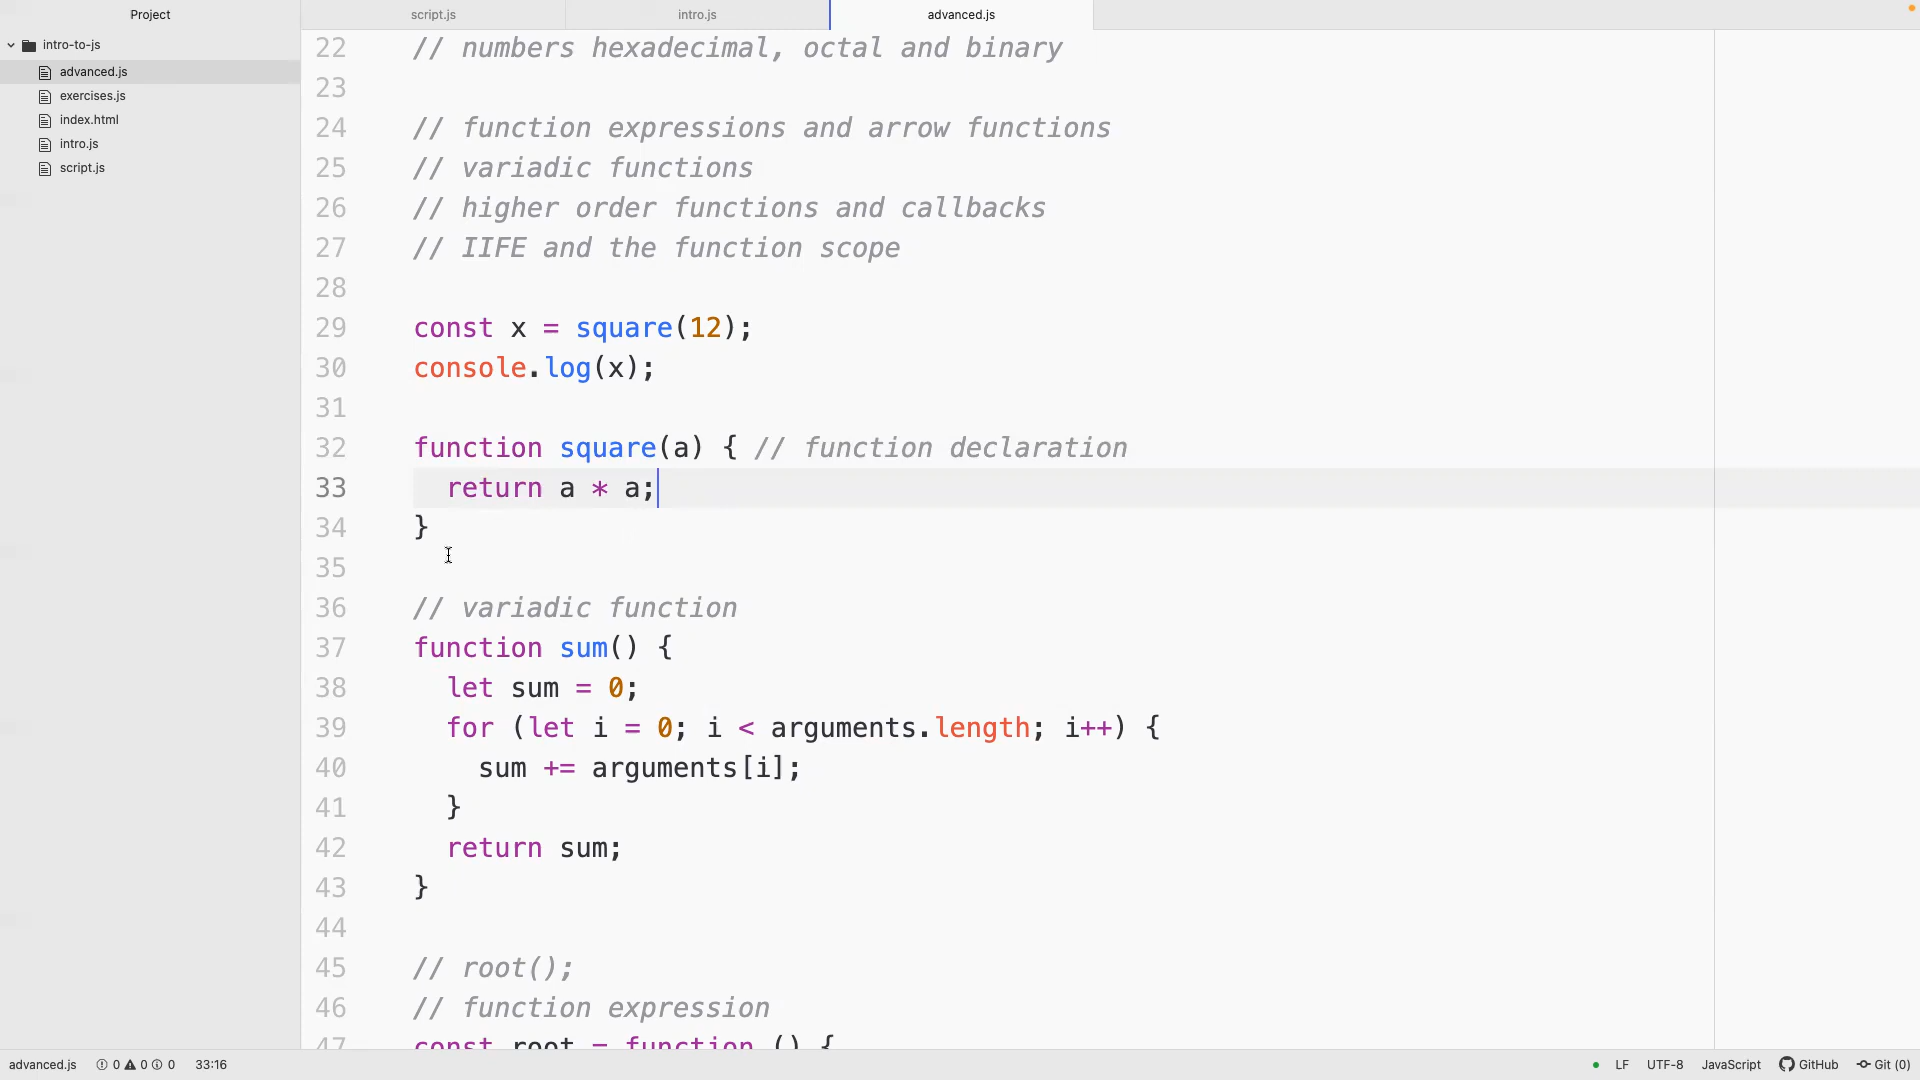 Project
script.js
intro.js
advanced.js
intro-to-js
advanced.js
exercises.js
index.html
intro.js
script.js
22 // numbers hexadecimal, octal and binary
23
24 // function expressions and arrow functions
25 // variadic functions
26 // higher order functions and callbacks
27 // IIFE and the function scope
28
29 const x = square(12);
30 console.log(x);
31
32 function square(a) { // function declaration
33   return a * a;
34 }
35
36 // variadic function
37 function sum() {
38   let sum = 0;
39   for (let i = 0; i < arguments.length; i++) {
40     sum += arguments[i];
41   }
42   return sum;
43 }
44
45 // root();
46 // function expression
47 const root = function () {
advanced.js 0 0 0 33:16 LF UTF-8 JavaScript GitHub Git (0)